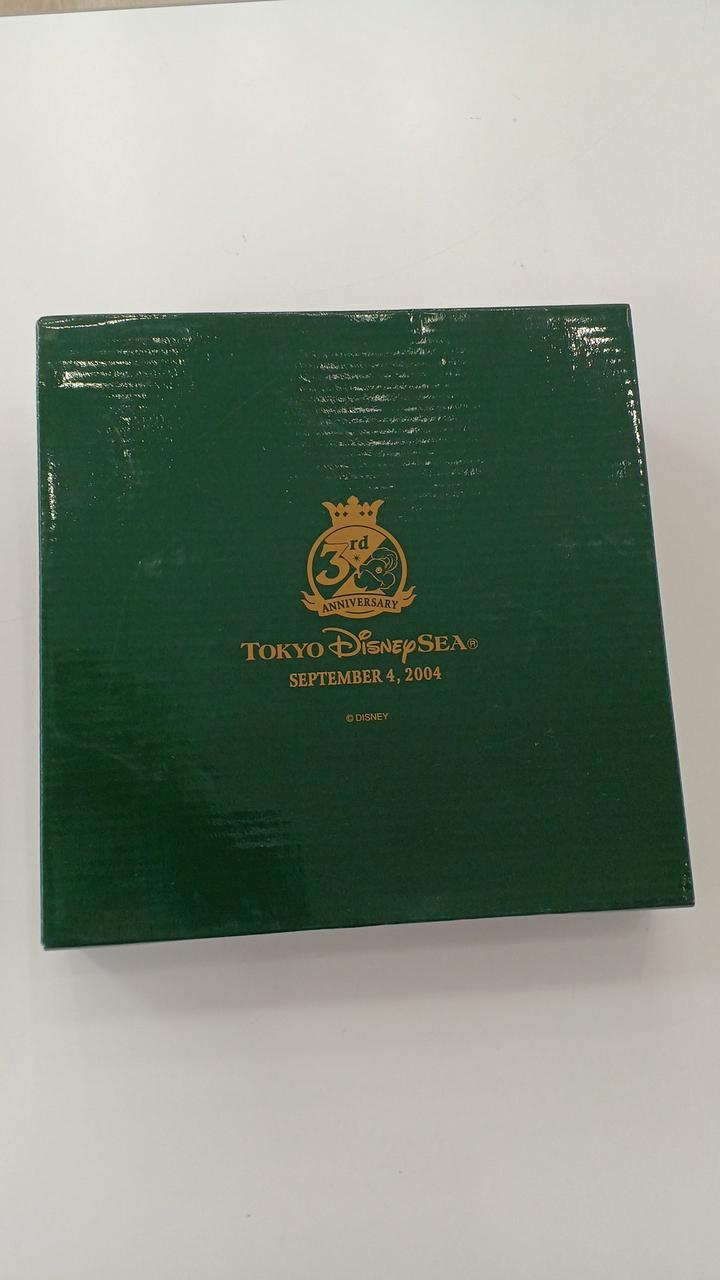 3rd
ANNIVERSARY
TOKYO DISNEYSEA®
SEPTEMBER 4, 2004
© DISNEY